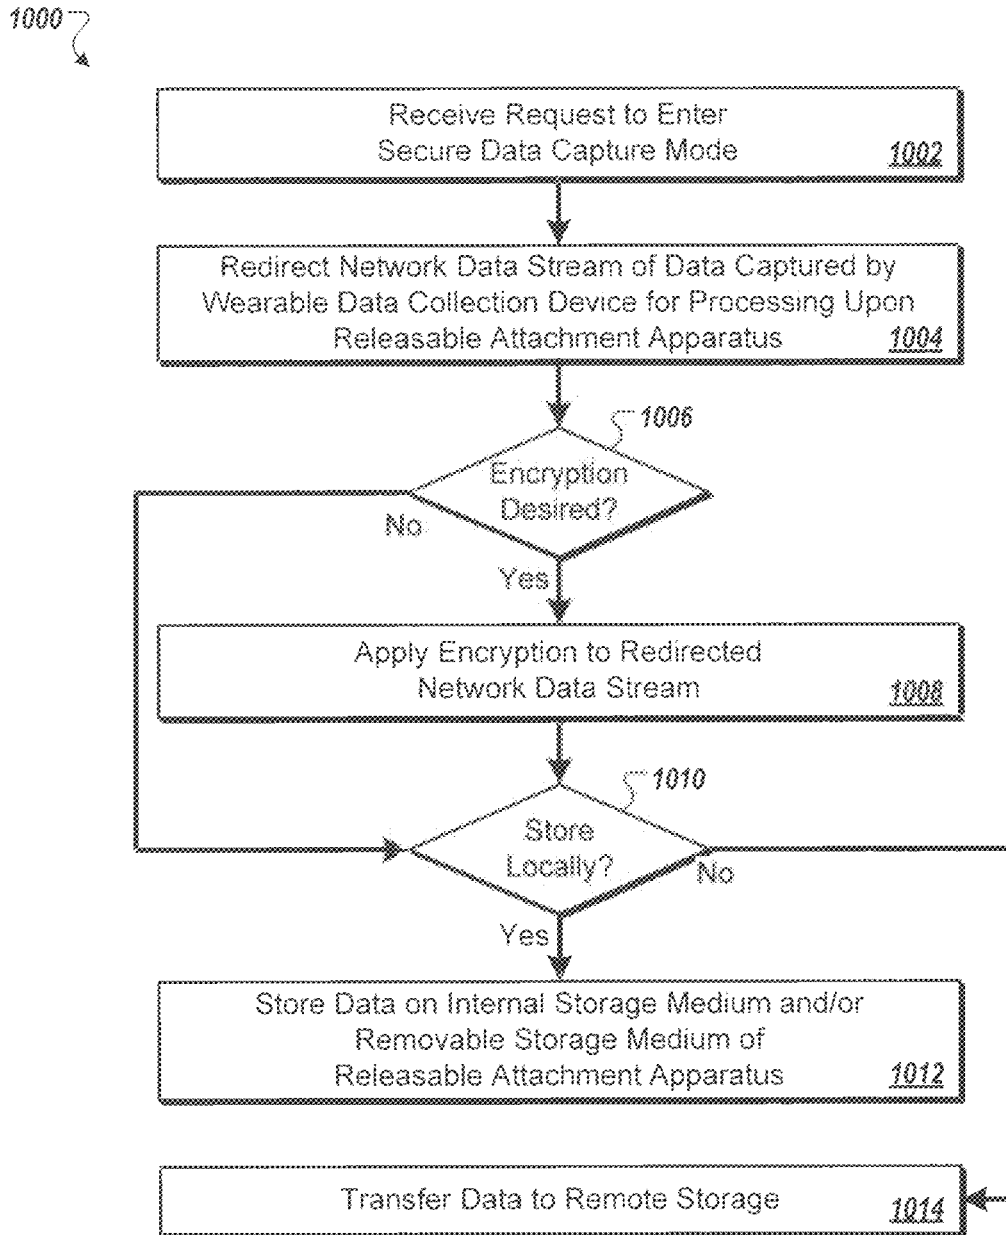 1000
Receive Request to Enter
Secure Data Capture Mode
1002
Redirect Network Data Stream of Data Captured by
Wearable Data Collection Device for Processing Upon
Releasable Attachment Apparatus
1004
1006
Encryption
Desired?
No
Yes
Apply Encryption to Redirected
Network Data Stream
1008
1010
Store
Locally?
No
Yes
Store Data on Internal Storage Medium and/or
Removable Storage Medium of
Releasable Attachment Apparatus
1012
Transfer Data to Remote Storage
1014